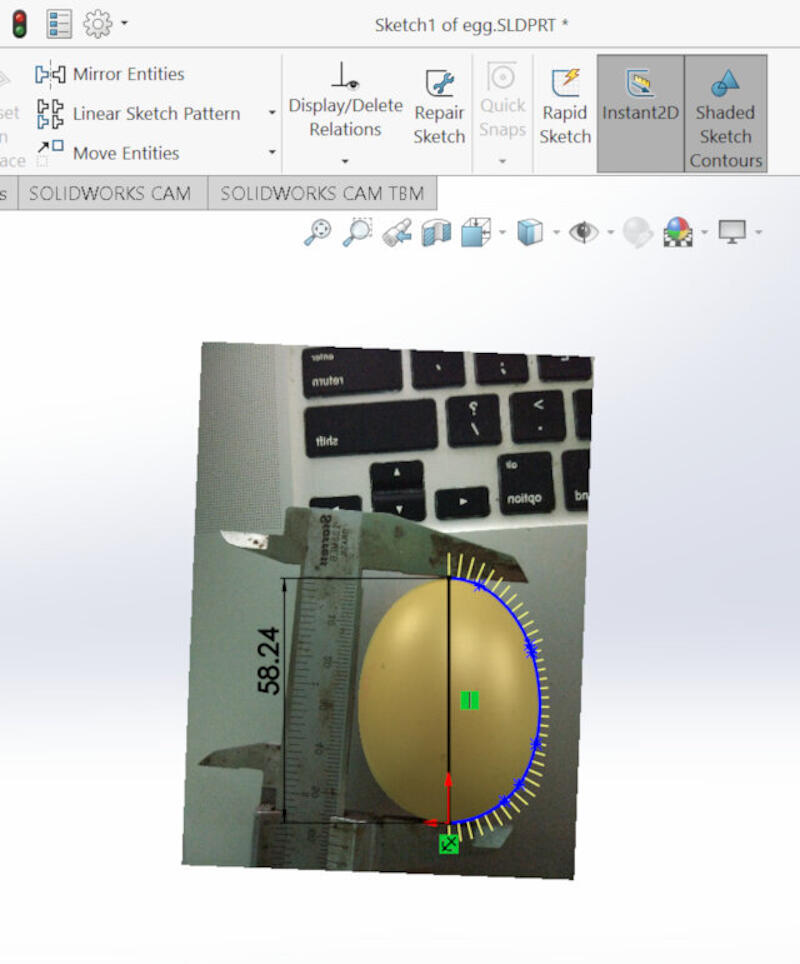 Sketch1 of egg.SLDPRT *
Mirror Entities
Linear Sketch Pattern
Move Entities
set
n
ace
Display/Delete
Relations
Repair
Sketch
Quick
Snaps
Rapid
Sketch
Instant2D
Shaded
Sketch
Contours
s
SOLIDWORKS CAM
SOLIDWORKS CAM TBM
enter
return
shift
alt
option
Starrett
58.24